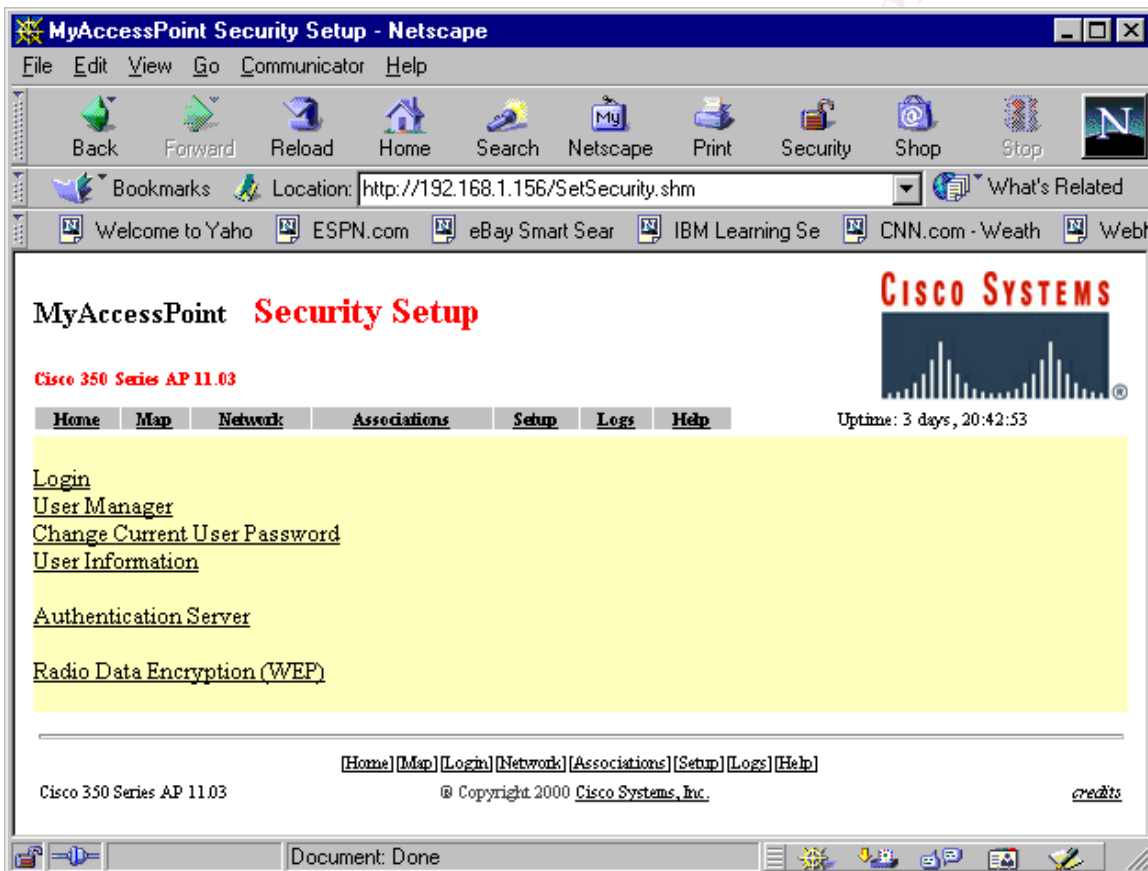 MyAccessPoint Security Setup - Netscape
File Edit View Go Communicator Help
Back Forward Reload Home Search Netscape Print Security Shop Stop
My
N
Bookmarks Location: http://192.168.1.156/SetSecurity.shm What's Related
Welcome to Yaho ESPN.com eBay Smart Sear IBM Learning Se CNN.com - Weath
CISCO SYSTEMS
MyAccessPoint Security Setup
Cisco 350 Series AP 11.03
Home Map Network Associations Setup Logs Help Uptime: 3 days, 20:42:53
Login
User Manager
Change Current User Password
User Information
Authentication Server
Radio Data Encryption (WEP)
[Home][Map][Login][Network][Associations][Setup][Logs][Help]
Cisco 350 Series AP 11.03 © Copyright 2000 Cisco Systems, Inc. credits
Document: Done